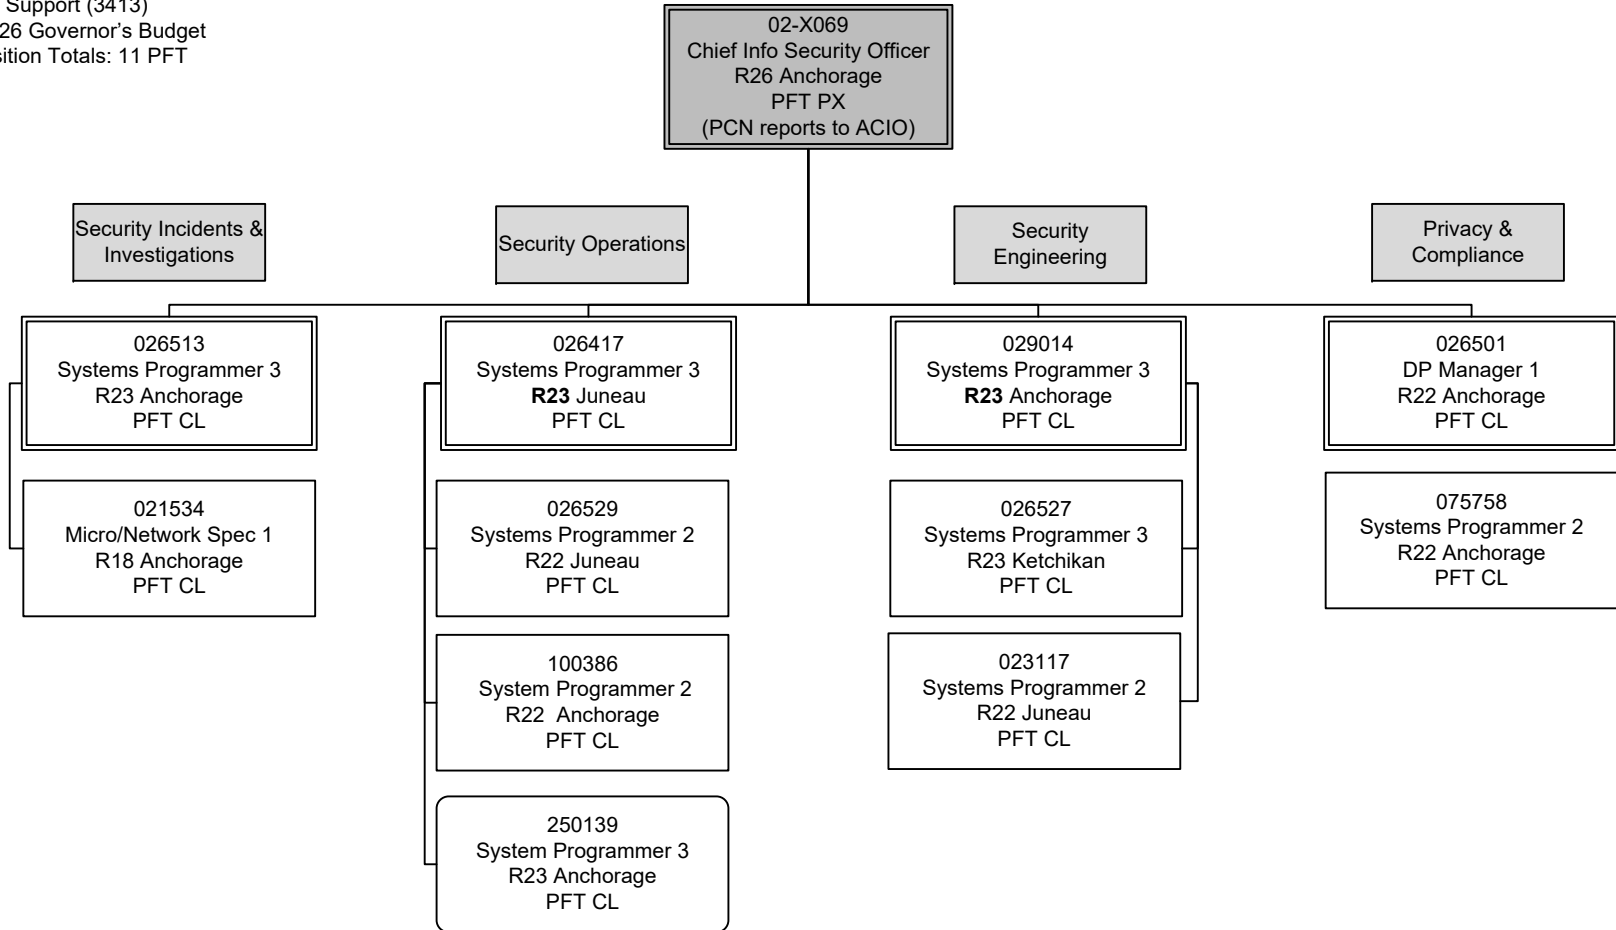 Support (3413)
26 Governor's Budget
Totals: 11 PFT
02-X069
Chief Info Security Officer
R26 Anchorage
PFT PX
(PCN reports to ACIO)
Security Incidents &
Investigations
Security Operations
Security
Engineering
Privacy &
Compliance
026513
Systems Programmer 3
R23 Anchorage
PFT CL
026417
Systems Programmer 3
R23 Juneau
PFT CL
029014
Systems Programmer 3
R23 Anchorage
PFT CL
026501
DP Manager 1
R22 Anchorage
PFT CL
021534
Micro/Network Spec 1
R18 Anchorage
PFT CL
026529
Systems Programmer 2
R22 Juneau
PFT CL
026527
Systems Programmer 3
R23 Ketchikan
PFT CL
075758
Systems Programmer 2
R22 Anchorage
PFT CL
100386
System Programmer 2
R22 Anchorage
PFT CL
023117
Systems Programmer 2
R22 Juneau
PFT CL
250139
System Programmer 3
R23 Anchorage
PFT CL